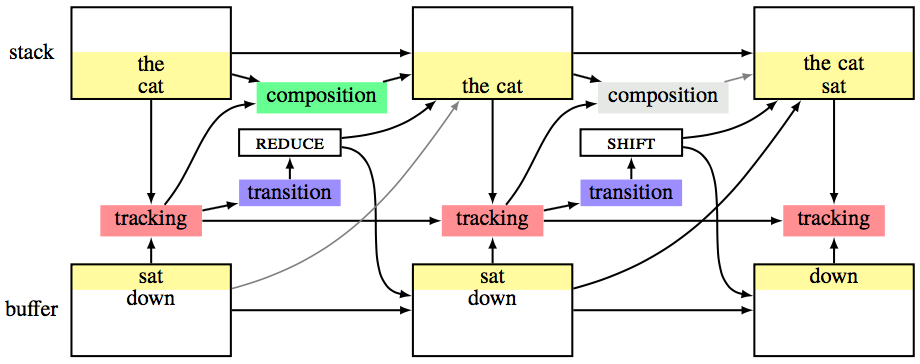 stack
the
cat
composition
the cat
composition
the cat
sat
REDUCE
SHIFT
transition
transition
tracking
tracking
tracking
buffer
sat
down
sat
down
down